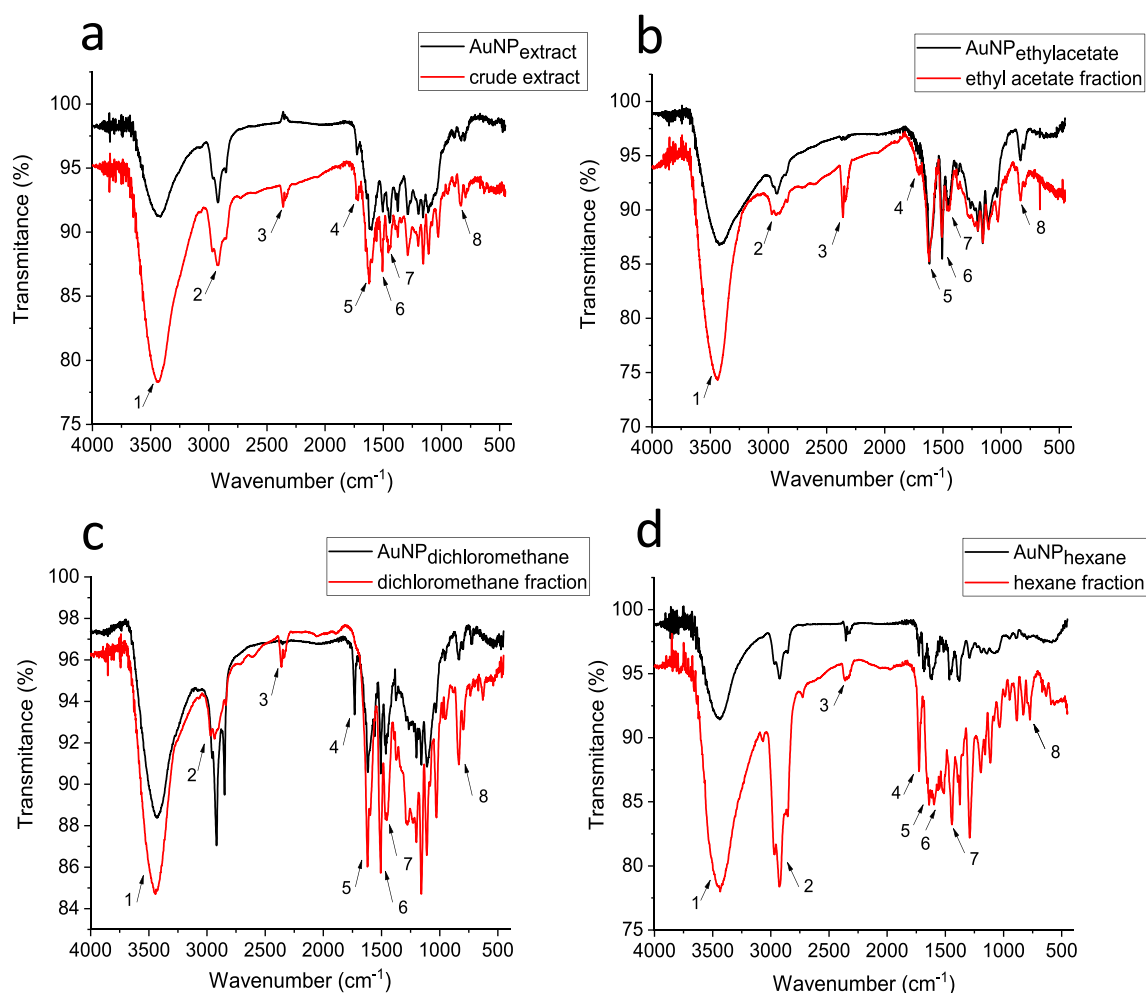 a
AuNPextract
crude extract
Transmitance (%)
100
95
90
85
80
75
4000 3500 3000 2500 2000 1500 1000 500
Wavenumber (cm-1)
1 2 3 4 5 6 7 8
b
AuNPethylacetate
ethyl acetate fraction
Transmitance (%)
100
95
90
85
80
75
70
4000 3500 3000 2500 2000 1500 1000 500
Wavenumber (cm-1)
1 2 3 4 5 6 7 8
c
AuNPdichloromethane
dichloromethane fraction
Transmitance (%)
100
98
96
94
92
90
88
86
84
4000 3500 3000 2500 2000 1500 1000 500
Wavenumber (cm-1)
1 2 3 4 5 6 7 8
d
AuNPhexane
hexane fraction
Transmitance (%)
100
95
90
85
80
75
4000 3500 3000 2500 2000 1500 1000 500
Wavenumber (cm-1)
1 2 3 4 5 6 7 8